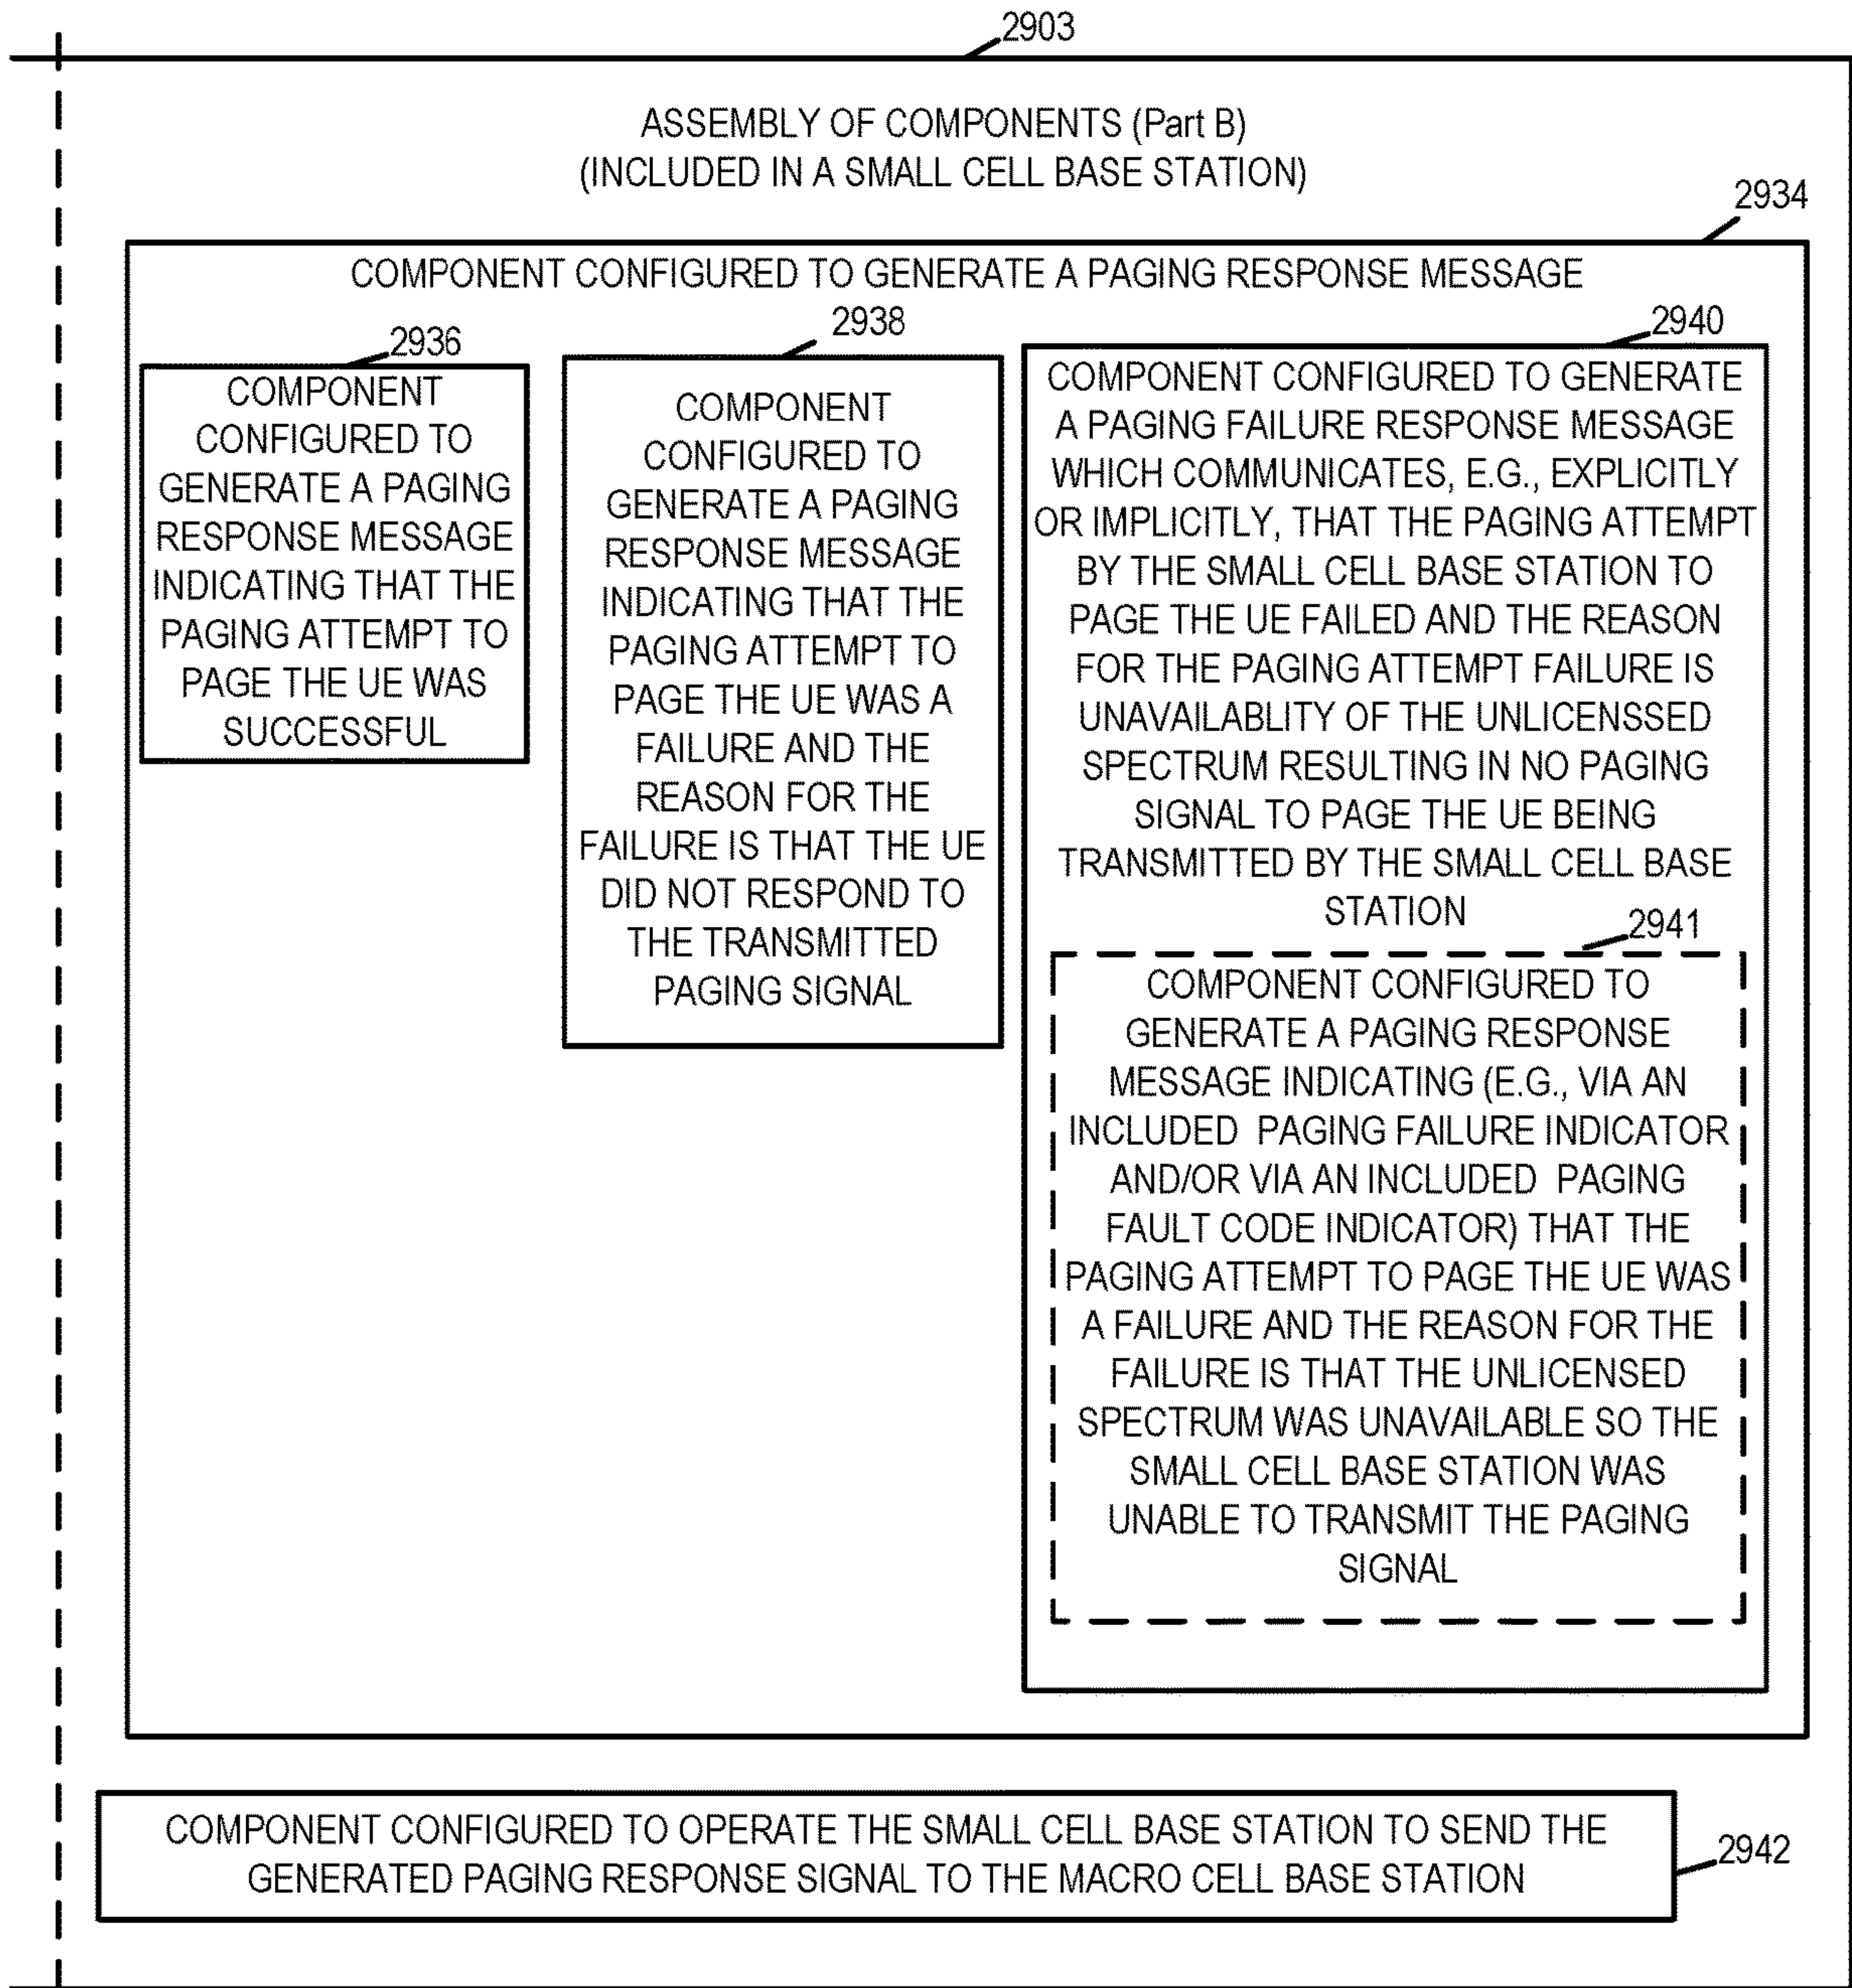 2903
ASSEMBLY OF COMPONENTS (Part B)
(INCLUDED IN A SMALL CELL BASE STATION)
2934
COMPONENT CONFIGURED TO GENERATE A PAGING RESPONSE MESSAGE
2936
COMPONENT
CONFIGURED TO
GENERATE A PAGING
RESPONSE MESSAGE
INDICATING THAT THE
PAGING ATTEMPT TO
PAGE THE UE WAS
SUCCESSFUL
2938
COMPONENT
CONFIGURED TO
GENERATE A PAGING
RESPONSE MESSAGE
INDICATING THAT THE
PAGING ATTEMPT TO
PAGE THE UE WAS A
FAILURE AND THE
REASON FOR THE
FAILURE IS THAT THE UE
DID NOT RESPOND TO
THE TRANSMITTED
PAGING SIGNAL
2940
COMPONENT CONFIGURED TO GENERATE
A PAGING FAILURE RESPONSE MESSAGE
WHICH COMMUNICATES, E.G., EXPLICITLY
OR IMPLICITLY, THAT THE PAGING ATTEMPT
BY THE SMALL CELL BASE STATION TO
PAGE THE UE FAILED AND THE REASON
FOR THE PAGING ATTEMPT FAILURE IS
UNAVAILABLITY OF THE UNLICENSSED
SPECTRUM RESULTING IN NO PAGING
SIGNAL TO PAGE THE UE BEING
TRANSMITTED BY THE SMALL CELL BASE
STATION
2941
COMPONENT CONFIGURED TO
GENERATE A PAGING RESPONSE
MESSAGE INDICATING (E.G., VIA AN
INCLUDED PAGING FAILURE INDICATOR
AND/OR VIA AN INCLUDED PAGING
FAULT CODE INDICATOR) THAT THE
PAGING ATTEMPT TO PAGE THE UE WAS
A FAILURE AND THE REASON FOR THE
FAILURE IS THAT THE UNLICENSED
SPECTRUM WAS UNAVAILABLE SO THE
SMALL CELL BASE STATION WAS
UNABLE TO TRANSMIT THE PAGING
SIGNAL
COMPONENT CONFIGURED TO OPERATE THE SMALL CELL BASE STATION TO SEND THE
GENERATED PAGING RESPONSE SIGNAL TO THE MACRO CELL BASE STATION
2942